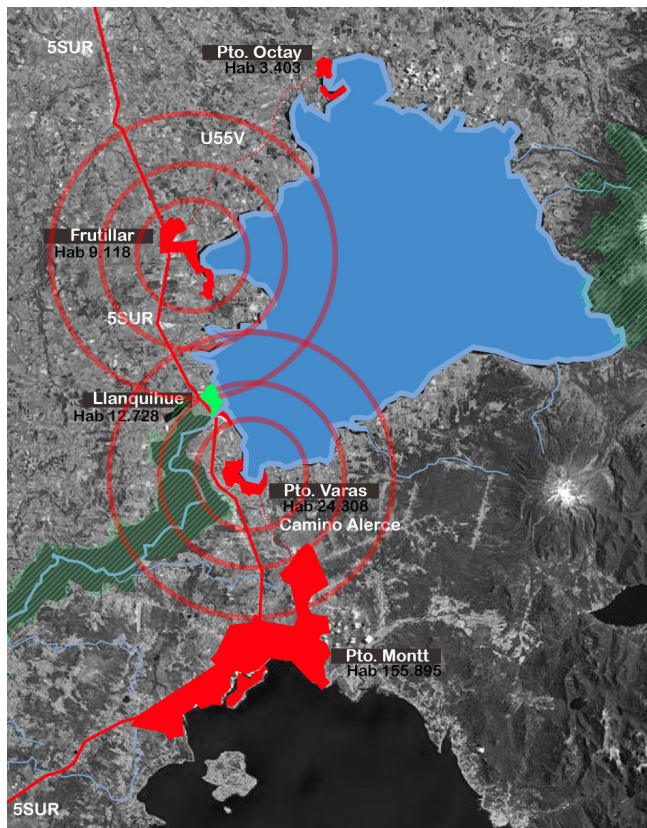 5SUR
Pto. Octay
Hab 3.403
U55V
Frutillar
Hab 9.118
5SUR
Llanquihue
Hab 12.728
Pto. Varas
Hab 24.308
Camino Alerce
Pto. Montt
Hab 155.895
5SUR